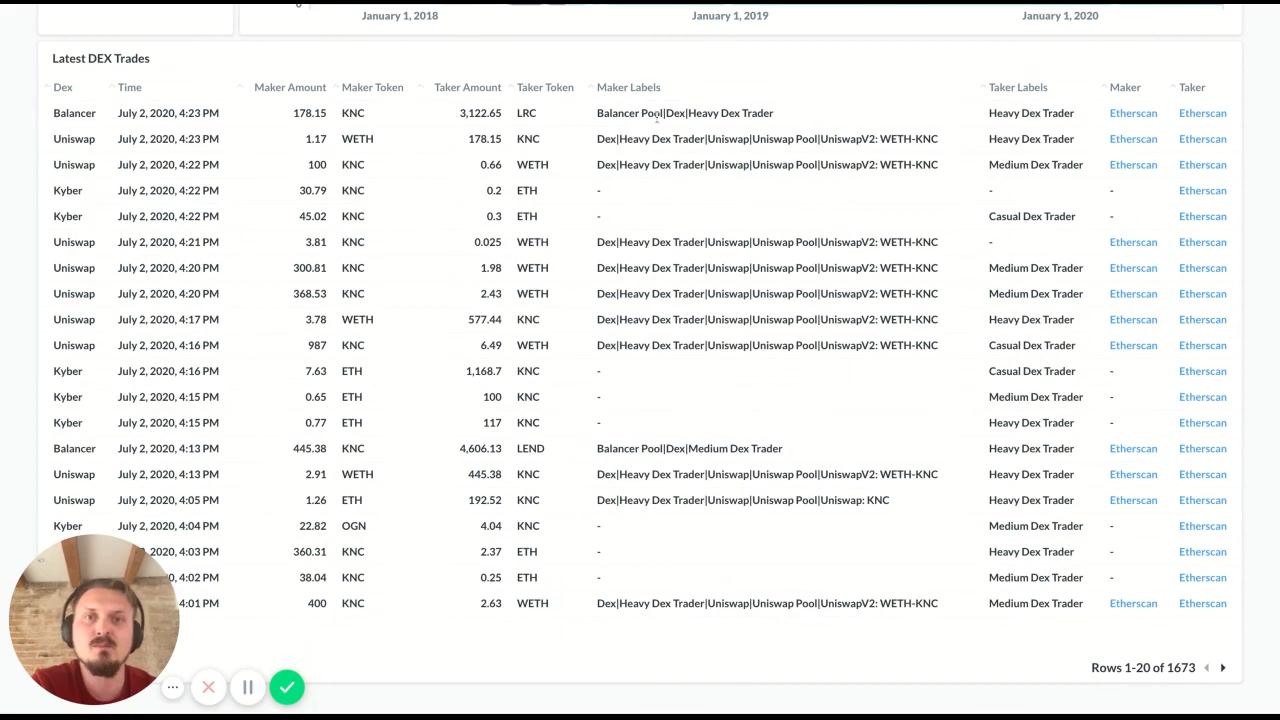 January 1, 2018 January 1, 2019 January 1, 2020
Latest DEX Trades
Dex Time Maker Amount Maker Token Taker Amount Taker Token Maker Labels Taker Labels Maker Taker
Balancer July 2, 2020, 4:23 PM 178.15 KNC 3,122.65 LRC Balancer Pool|Dex|Heavy Dex Trader Heavy Dex Trader Etherscan Etherscan
Uniswap July 2, 2020, 4:23 PM 1.17 WETH 178.15 KNC Dex|Heavy Dex Trader|Uniswap|Uniswap Pool|UniswapV2: WETH-KNC Heavy Dex Trader Etherscan Etherscan
Uniswap July 2, 2020, 4:22 PM 100 KNC 0.66 WETH Dex|Heavy Dex Trader|Uniswap|Uniswap Pool|UniswapV2: WETH-KNC Medium Dex Trader Etherscan Etherscan
Kyber July 2, 2020, 4:22 PM 30.79 KNC 0.2 ETH - - - Etherscan
Kyber July 2, 2020, 4:22 PM 45.02 KNC 0.3 ETH - Casual Dex Trader - Etherscan
Uniswap July 2, 2020, 4:21 PM 3.81 KNC 0.025 WETH Dex|Heavy Dex Trader|Uniswap|Uniswap Pool|UniswapV2: WETH-KNC - Etherscan Etherscan
Uniswap July 2, 2020, 4:20 PM 300.81 KNC 1.98 WETH Dex|Heavy Dex Trader|Uniswap|Uniswap Pool|UniswapV2: WETH-KNC Medium Dex Trader Etherscan Etherscan
Uniswap July 2, 2020, 4:20 PM 368.53 KNC 2.43 WETH Dex|Heavy Dex Trader|Uniswap|Uniswap Pool|UniswapV2: WETH-KNC Medium Dex Trader Etherscan Etherscan
Uniswap July 2, 2020, 4:17 PM 3.78 WETH 577.44 KNC Dex|Heavy Dex Trader|Uniswap|Uniswap Pool|UniswapV2: WETH-KNC Heavy Dex Trader Etherscan Etherscan
Uniswap July 2, 2020, 4:16 PM 987 KNC 6.49 WETH Dex|Heavy Dex Trader|Uniswap|Uniswap Pool|UniswapV2: WETH-KNC Casual Dex Trader Etherscan Etherscan
Kyber July 2, 2020, 4:16 PM 7.63 ETH 1,168.7 KNC - Casual Dex Trader - Etherscan
Kyber July 2, 2020, 4:15 PM 0.65 ETH 100 KNC - Medium Dex Trader - Etherscan
Kyber July 2, 2020, 4:15 PM 0.77 ETH 117 KNC - Heavy Dex Trader - Etherscan
Balancer July 2, 2020, 4:13 PM 445.38 KNC 4,606.13 LEND Balancer Pool|Dex|Medium Dex Trader Heavy Dex Trader Etherscan Etherscan
Uniswap July 2, 2020, 4:13 PM 2.91 WETH 445.38 KNC Dex|Heavy Dex Trader|Uniswap|Uniswap Pool|UniswapV2: WETH-KNC Heavy Dex Trader Etherscan Etherscan
Uniswap July 2, 2020, 4:05 PM 1.26 ETH 192.52 KNC Dex|Heavy Dex Trader|Uniswap|Uniswap Pool|Uniswap: KNC Heavy Dex Trader Etherscan Etherscan
Kyber July 2, 2020, 4:04 PM 22.82 OGN 4.04 KNC - Medium Dex Trader - Etherscan
2020, 4:03 PM 360.31 KNC 2.37 ETH - Heavy Dex Trader - Etherscan
4:02 PM 38.04 KNC 0.25 ETH - Medium Dex Trader - Etherscan
4:01 PM 400 KNC 2.63 WETH Dex|Heavy Dex Trader|Uniswap|Uniswap Pool|UniswapV2: WETH-KNC Medium Dex Trader Etherscan Etherscan
Rows 1-20 of 1673